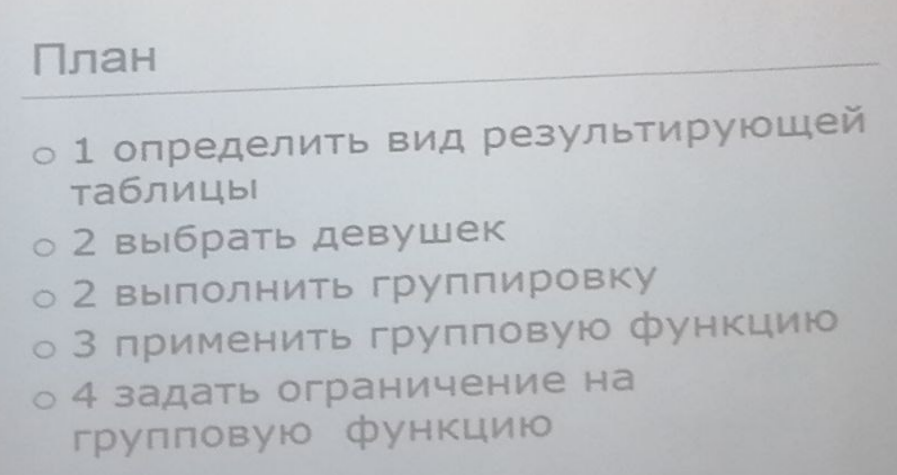 План
○ 1 определить вид результирующей
таблицы
○ 2 выбрать девушек
○ 2 выполнить группировку
○ 3 применить групповую функцию
○ 4 задать ограничение на
групповую функцию